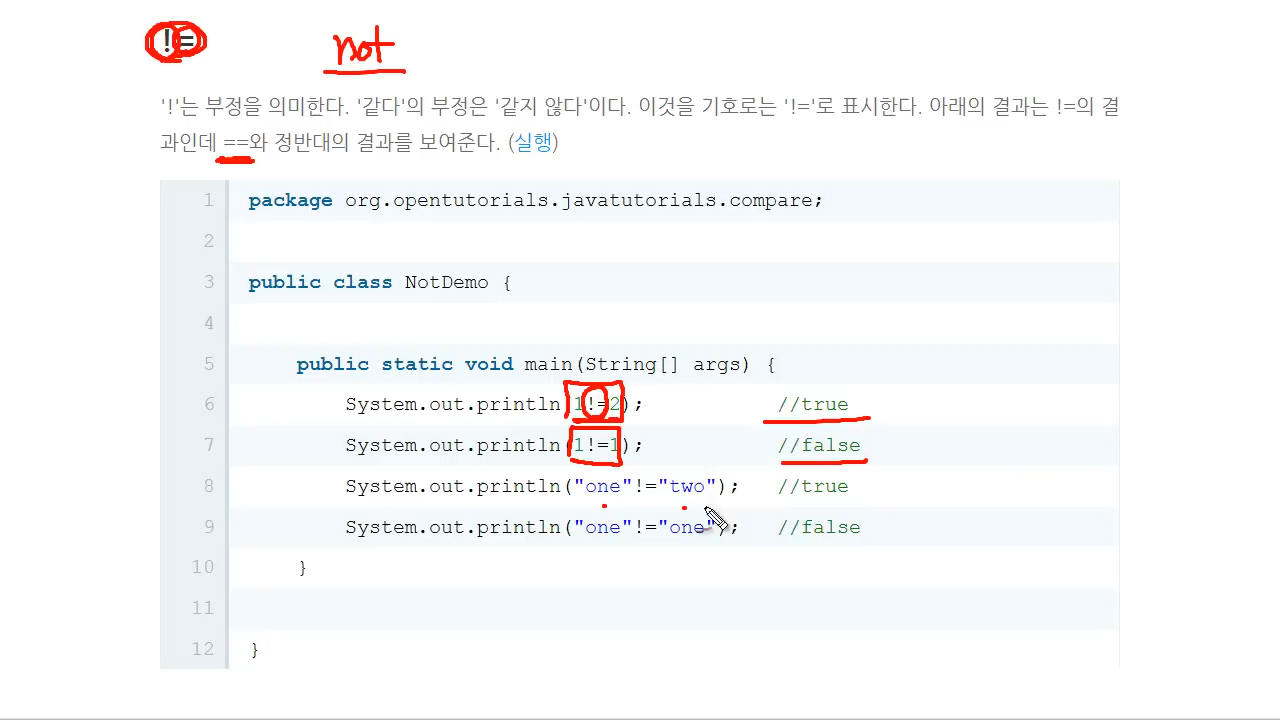 != not
'!'는 부정을 의미한다. '같다'의 부정은 '같지 않다'이다. 이것을 기호로는 '!='로 표시한다. 아래의 결과는 !=의 결
과인데 ==와 정반대의 결과를 보여준다. (실행)
1 package org.opentutorials.javatutorials.compare;
2
3 public class NotDemo {
4
5 public static void main(String[] args) {
6 System.out.println(1!=2); //true
7 System.out.println(1!=1); //false
8 System.out.println("one"!="two"); //true
9 System.out.println("one"!="one"); //false
10 }
11
12 }